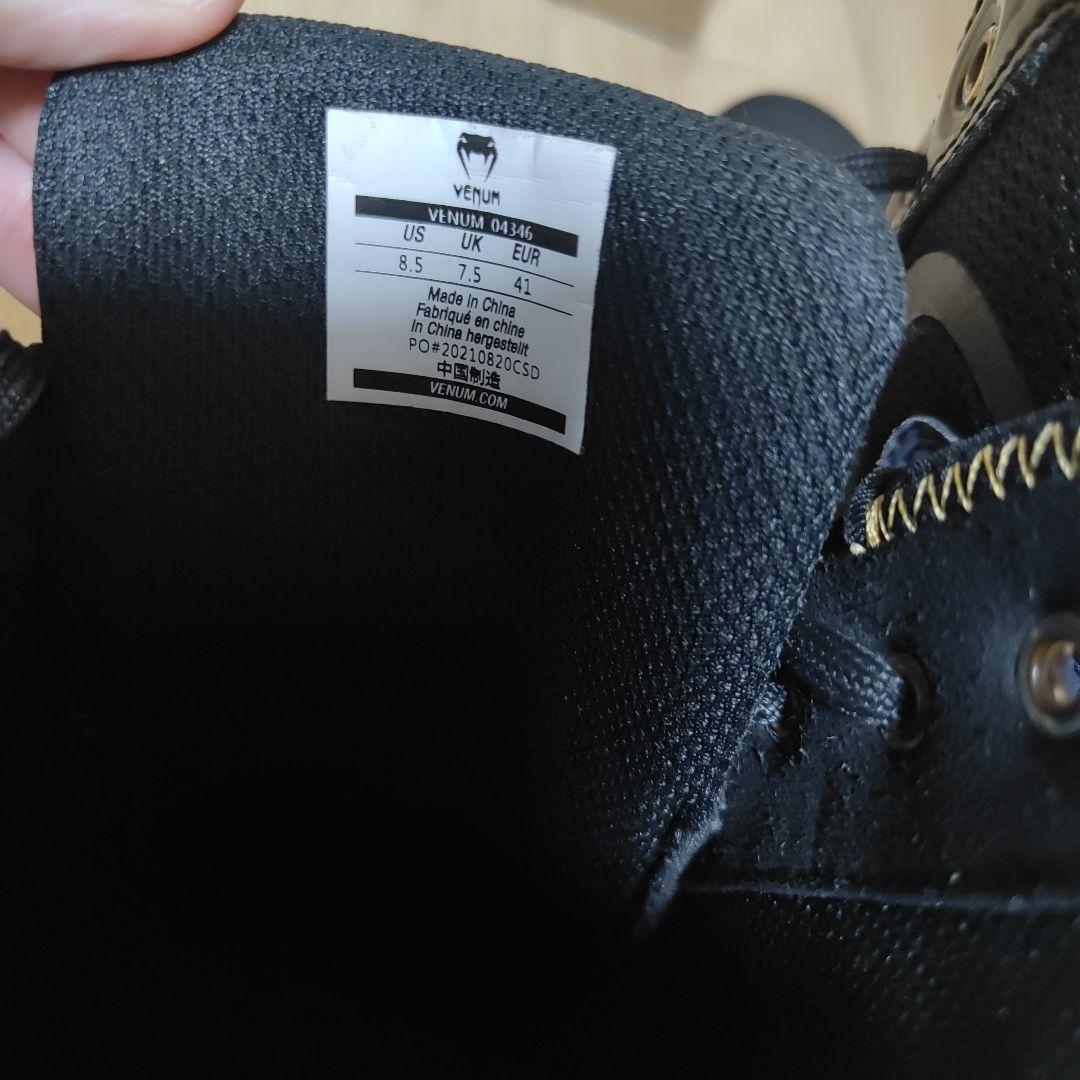 VENUM
VENUM 04346
US UK EUR
8.5 7.5 41
Made in China
Fabriqué en chine
In China hergestellt
PO#20210820CSD
中国制造
VENUM.COM